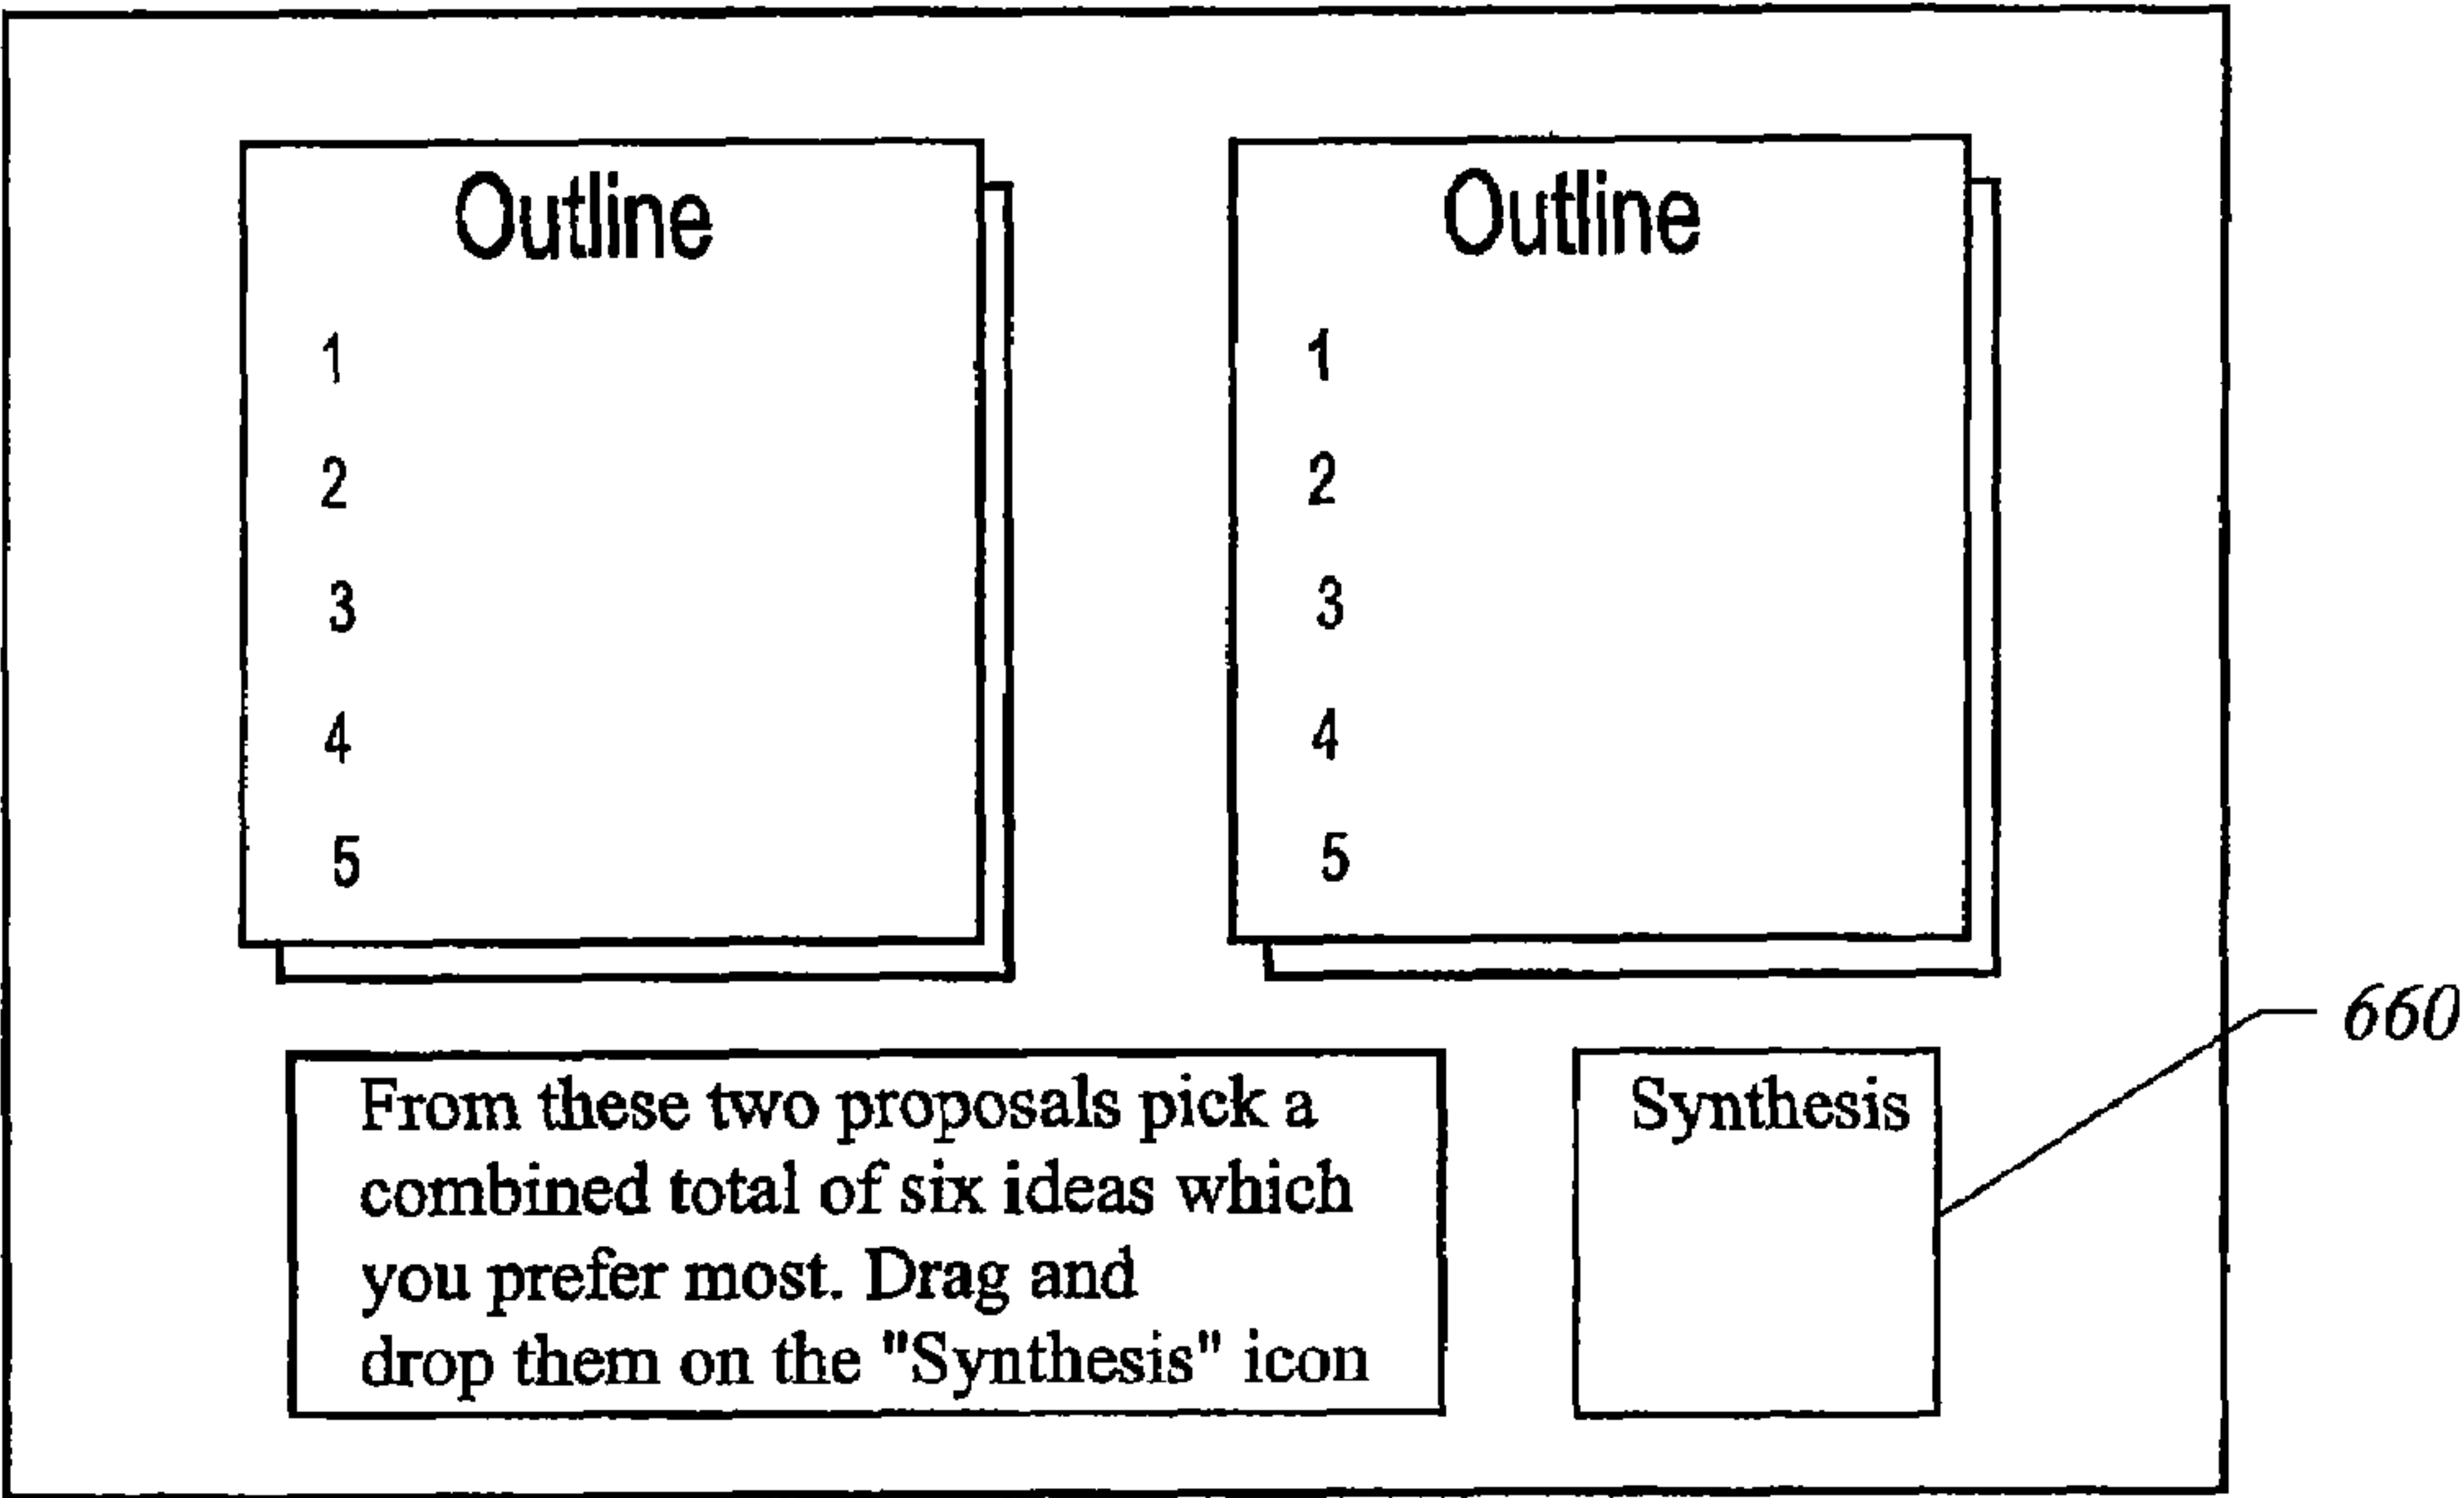 Outline
1
2
3
4
5
Outline
1
2
3
4
5
From these two proposals pick a
combined total of six ideas which
you prefer most. Drag and
drop them on the "Synthesis" icon
Synthesis
660